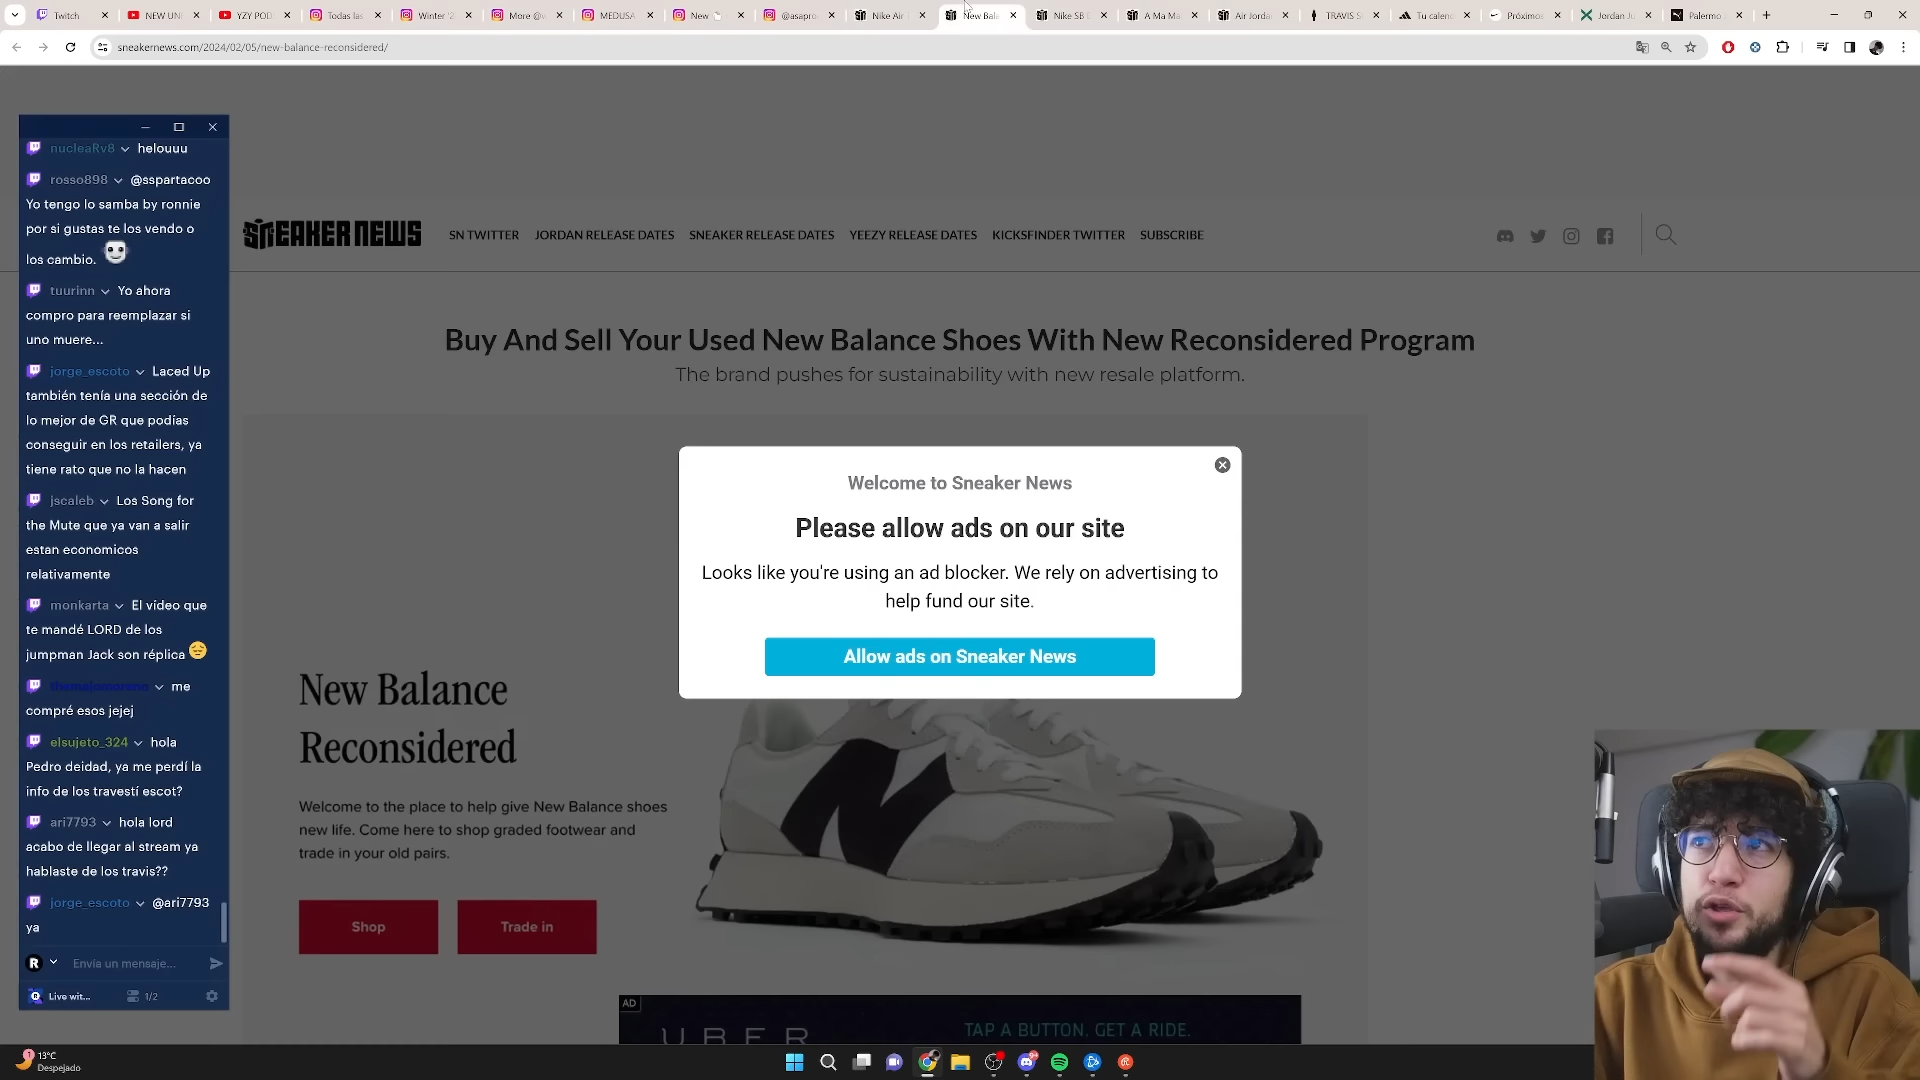 Twitch
NEW UNI
YZY POD
Todas las
Winter '2
More @v
MEDUSA
New
@asapro
Nike Air
New Bala
Nike SB D
A Ma Ma
Air Jordan
TRAVIS S
Tu calend
Próximos
Jordan Ju
Palermo
sneakernews.com/2024/02/05/new-balance-reconsidered/
nucleaRv8 helouuu
rosso898 @sspartacoo
Yo tengo lo samba by ronnie
por si gustas te los vendo o
los cambio.
tuurinn Yo ahora
compro para reemplazar si
uno muere...
jorge_escoto Laced Up
también tenía una sección de
lo mejor de GR que podías
conseguir en los retailers, ya
tiene rato que no la hacen
jscaleb Los Song for
the Mute que ya van a salir
estan economicos
relativamente
monkarta El vídeo que
te mandé LORD de los
jumpman Jack son réplica
me
compré esos jejej
elsujeto_324 hola
Pedro deidad, ya me perdí la
info de los travestí escot?
ari7793 hola lord
acabo de llegar al stream ya
hablaste de los travis??
jorge_escoto @ari7793
ya
R
Envía un mensaje...
Live wit...
1/2
SNEAKER NEWS
SN TWITTER
JORDAN RELEASE DATES
SNEAKER RELEASE DATES
YEEZY RELEASE DATES
KICKSFINDER TWITTER
SUBSCRIBE
Buy And Sell Your Used New Balance Shoes With New Reconsidered Program
The brand pushes for sustainability with new resale platform.
Welcome to Sneaker News
Please allow ads on our site
Looks like you're using an ad blocker. We rely on advertising to
help fund our site.
Allow ads on Sneaker News
New Balance
Reconsidered
Welcome to the place to help give New Balance shoes
new life. Come here to shop graded footwear and
trade in your old pairs.
Shop
Trade in
AD
UBER
TAP A BUTTON. GET A RIDE.
1
13°C
Despejado